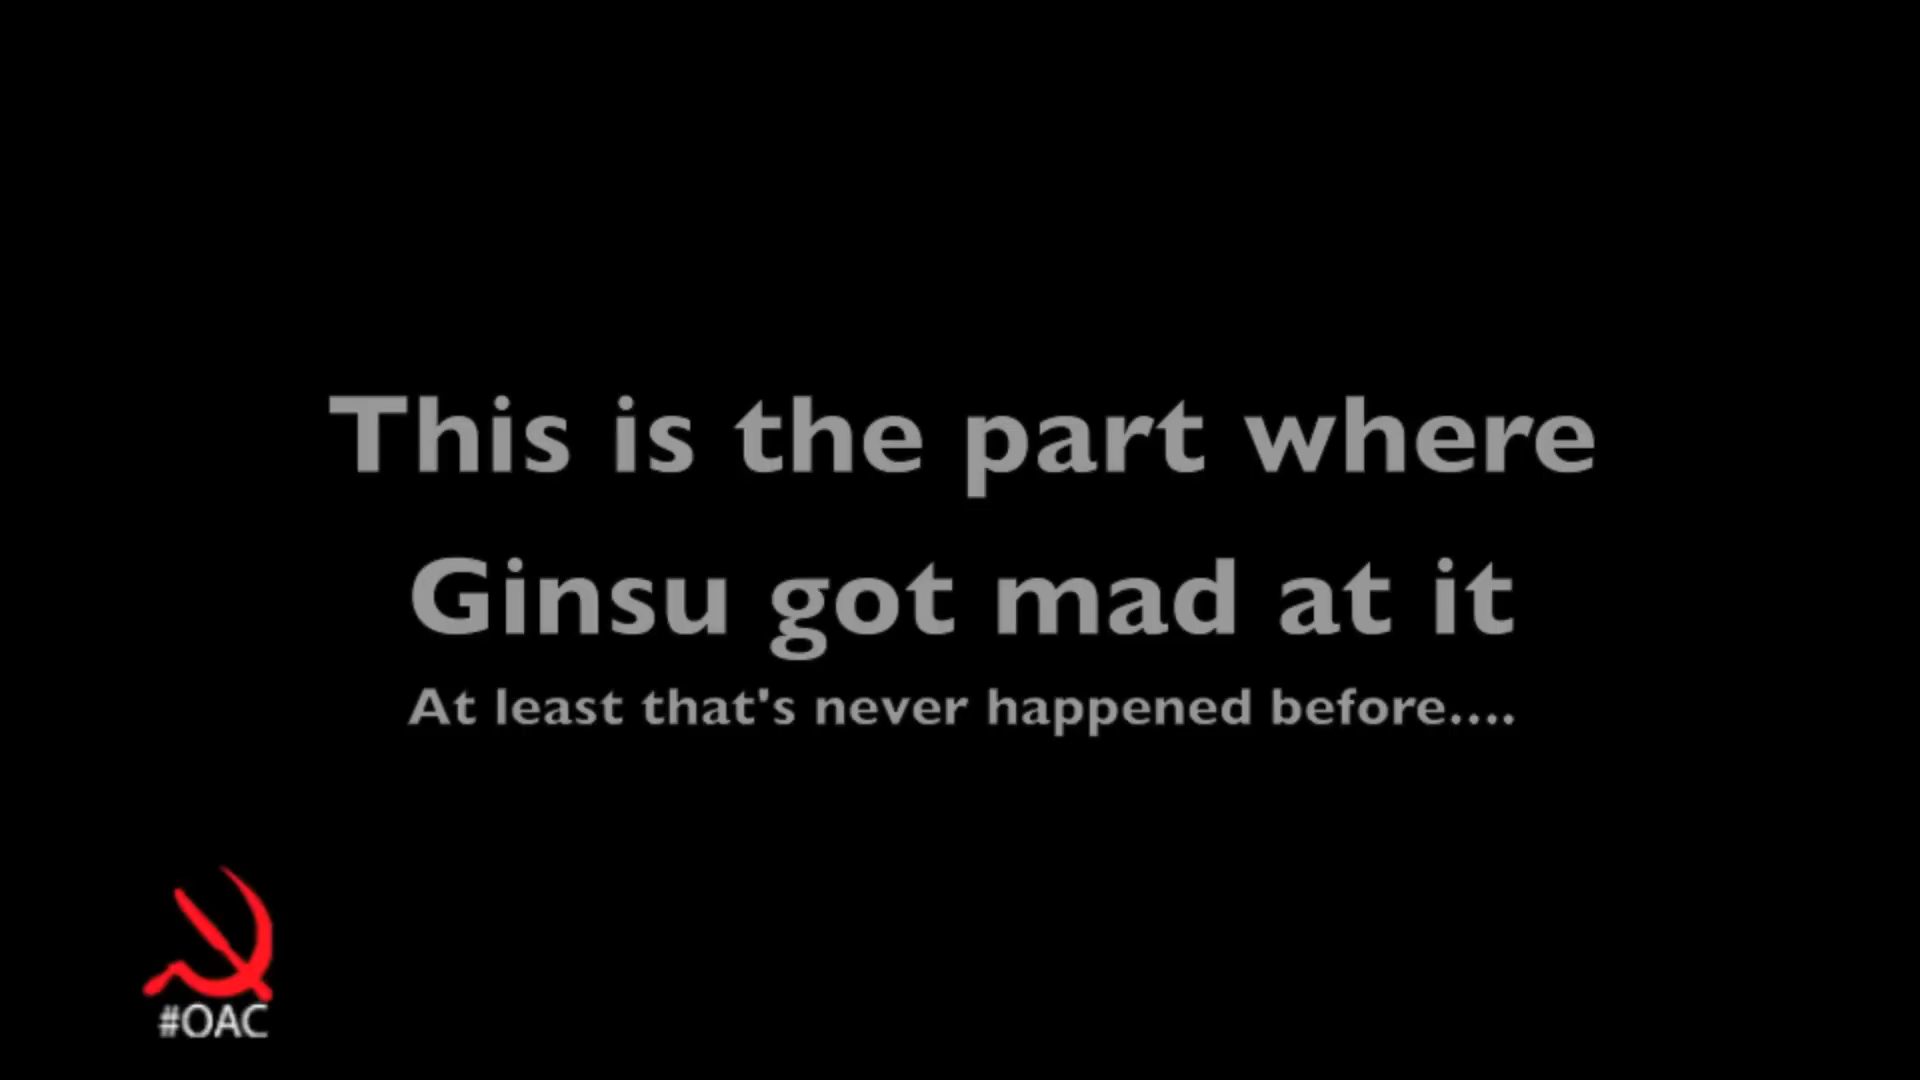 This is the part where
Ginsu got mad at it
At least that's never happened before....
#OAC